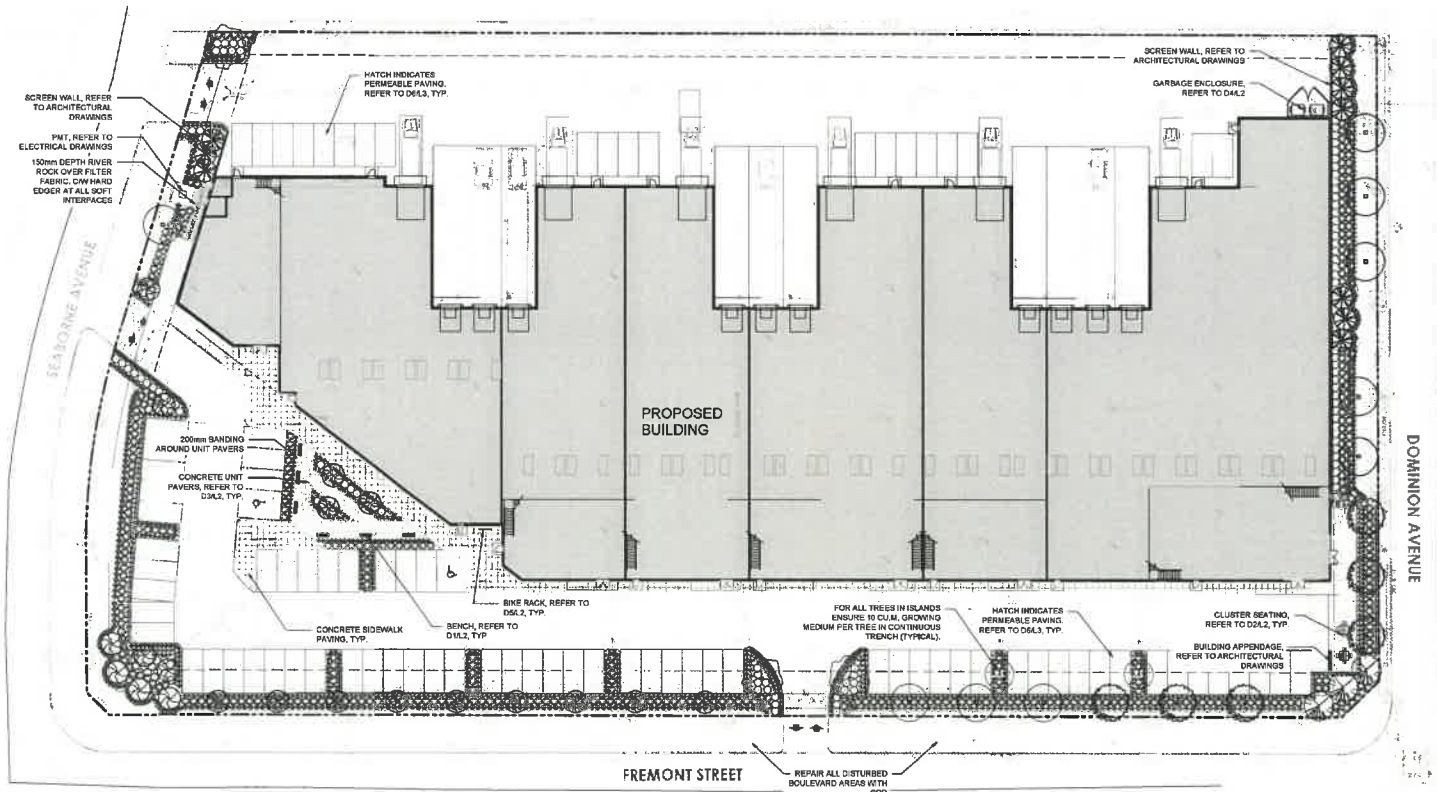 SCREEN WALL, REFER TO
ARCHITECTURAL DRAWINGS
GARBAGE ENCLOSURE,
REFER TO D4/L2
HATCH INDICATES
PERMEABLE PAVING.
REFER TO D6/L3, TYP.
SCREEN WALL, REFER
TO ARCHITECTURAL
DRAWINGS
PMT, REFER TO
ELECTRICAL DRAWINGS
150mm DEPTH RIVER
ROCK OVER FILTER
FABRIC. C/W HARD
EDGER AT ALL SOFT
INTERFACES
SEABORNE AVENUE
PROPOSED
BUILDING
200mm BANDING
AROUND UNIT PAVERS
CONCRETE UNIT
PAVERS, REFER TO
D3/L2, TYP.
DOMINION AVENUE
BIKE RACK, REFER TO
D5/L2, TYP.
CONCRETE SIDEWALK
PAVING, TYP.
BENCH, REFER TO
D1/L2, TYP
FOR ALL TREES IN ISLANDS
ENSURE 10 CU.M, GROWING
MEDIUM PER TREE IN CONTINUOUS
TRENCH (TYPICAL).
HATCH INDICATES
PERMEABLE PAVING.
REFER TO D6/L3, TYP.
CLUSTER SEATING,
REFER TO D2/L2, TYP.
BUILDING APPENDAGE,
REFER TO ARCHITECTURAL
DRAWINGS
FREMONT STREET
REPAIR ALL DISTURBED
BOULEVARD AREAS WITH